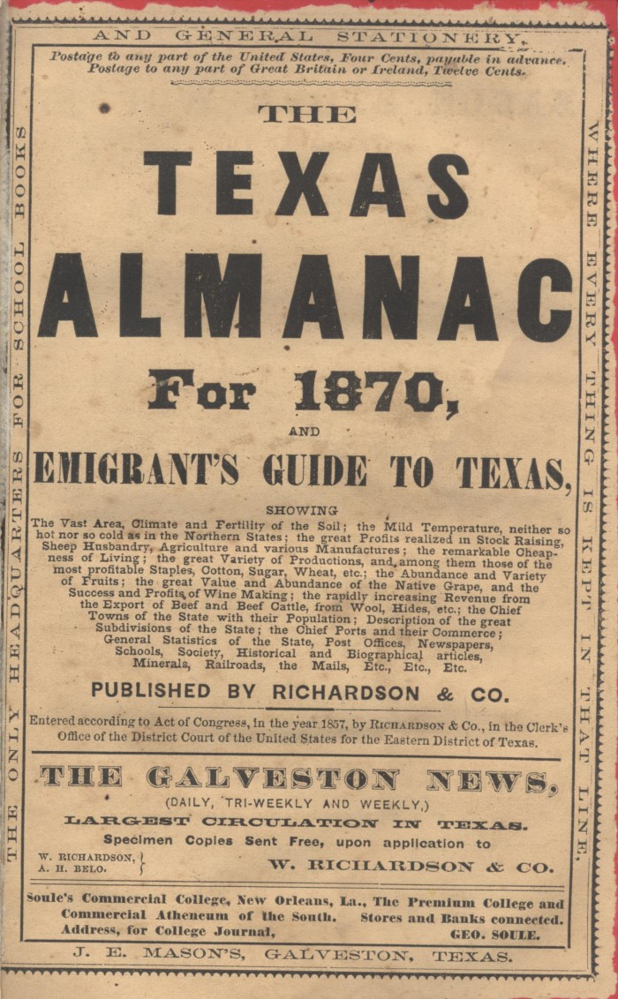 AND GENERAL STATIONERY,
Postage to any part of the United States, Four Cents, payable in advance.
Postage to any part of Great Britain or Ireland, Twelve Cents.
THE
TEXAS
ALMANAC
For 1870,
AND
EMIGRANT'S GUIDE TO TEXAS,
SHOWING
The Vast Area, Climate and Fertility of the Soil; the Mild Temperature, neither so
hot nor so cold as in the Northern States; the great Profits realized in Stock Raising,
Sheep Husbandry, Agriculture and various Manufactures; the remarkable Cheap-
ness of Living; the great Variety of Productions, and among them those of the
most profitable Staples, Cotton, Sugar, Wheat, etc.; the Abundance and Variety
of Fruits; the great Value and Abundance of the Native Grape, and the
Success and Profits of Wine Making; the rapidly increasing Revenue from
the Export of Beef and Beef Cattle, from Wool, Hides, etc.; the Chief
Towns of the State with their Population; Description of the great
Subdivisions of the State; the Chief Ports and their Commerce;
General Statistics of the State, Post Offices, Newspapers,
Schools, Society, Historical and Biographical articles,
Minerals, Railroads, the Mails, Etc., Etc., Etc.
PUBLISHED BY RICHARDSON & CO.
Entered according to Act of Congress, in the year 1857, by RICHARDSON & Co., in the Clerk's
Office of the District Court of the United States for the Eastern District of Texas.
THE GALVESTON NEWS,
(DAILY, TRI-WEEKLY AND WEEKLY,)
LARGEST CIRCULATION IN TEXAS.
Specimen Copies Sent Free, upon application to
W. RICHARDSON,
A. H. BELO.
W. RICHARDSON & CO.
Soule's Commercial College, New Orleans, La., The Premium College and
Commercial Atheneum of the South. Stores and Banks connected.
Address, for College Journal, GEO. SOULE.
J. E. MASON'S, GALVESTON, TEXAS.
THE ONLY HEADQUARTERS FOR SCHOOL BOOKS
WHERE EVERY THING IS KEPT IN THAT LINE,